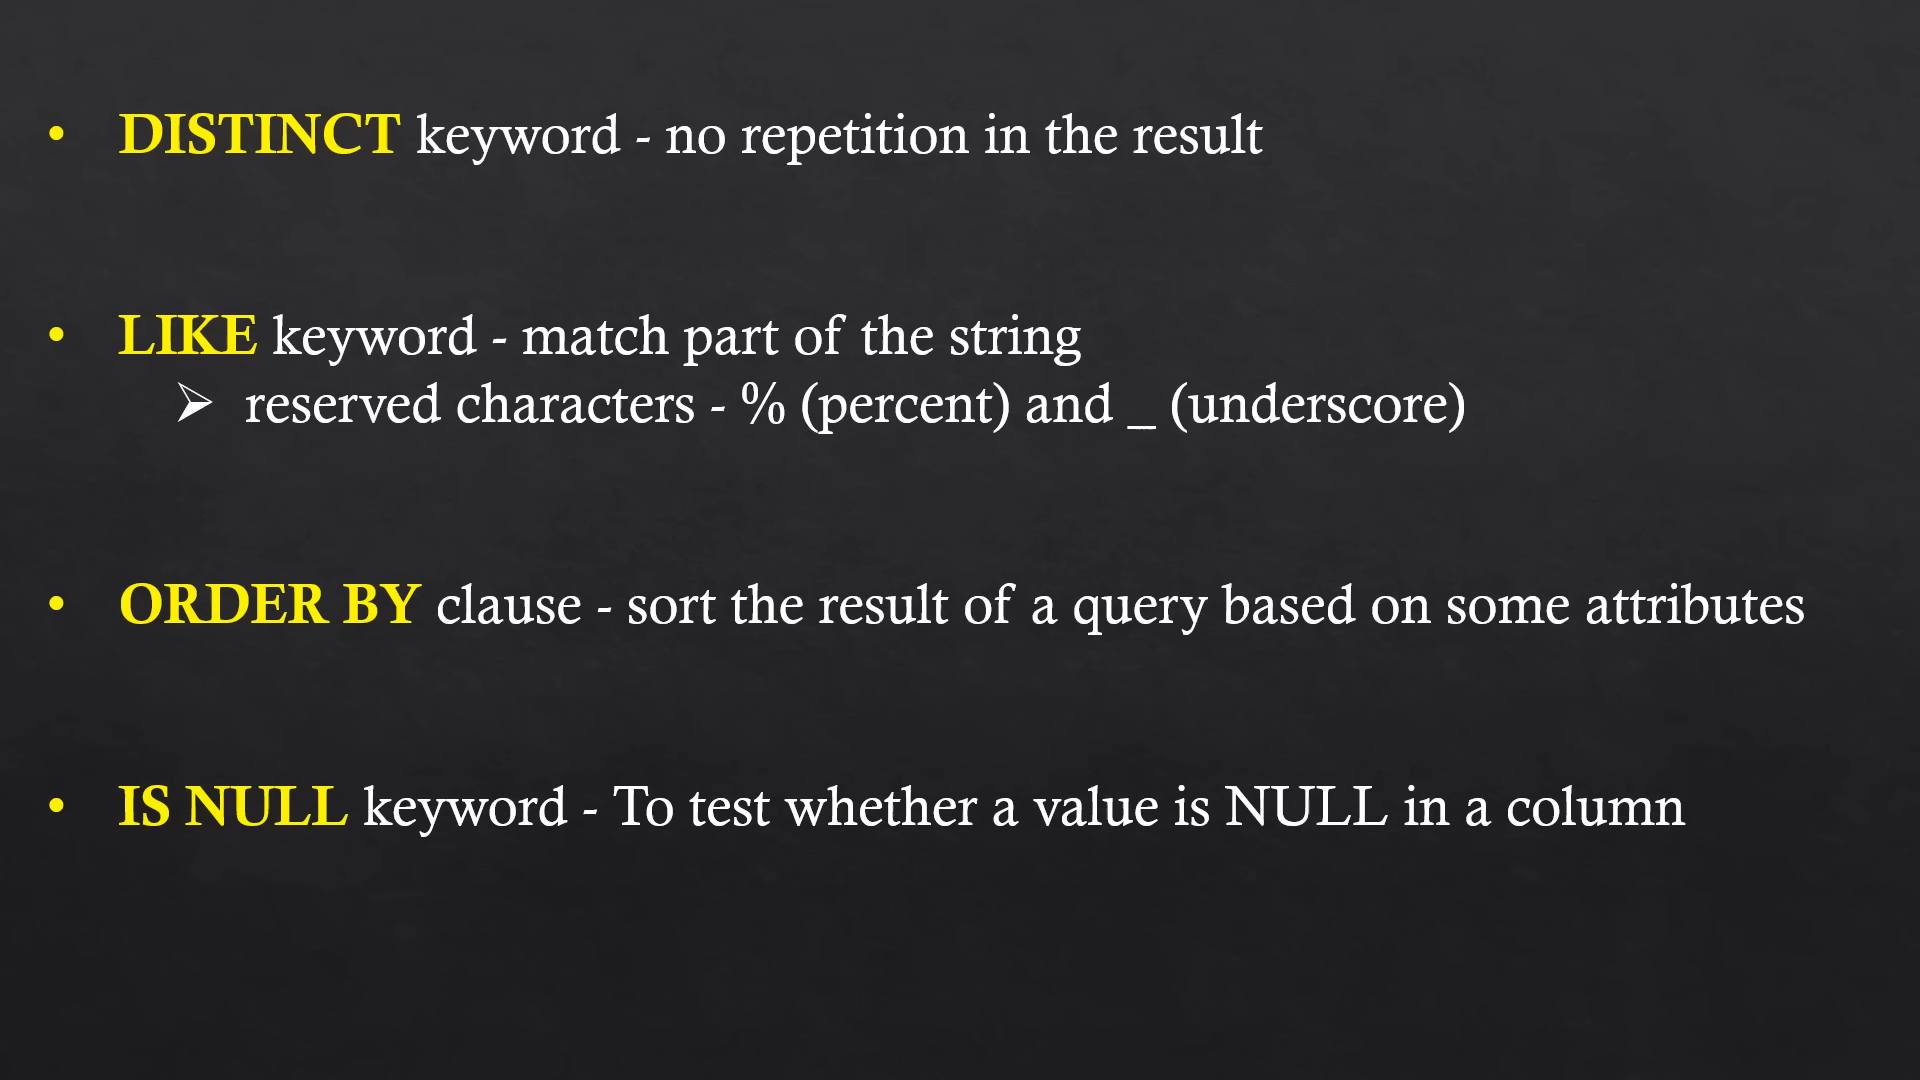 • DISTINCT keyword - no repetition in the result
• LIKE keyword - match part of the string
➢ reserved characters - % (percent) and _ (underscore)
• ORDER BY clause - sort the result of a query based on some attributes
• IS NULL keyword - To test whether a value is NULL in a column